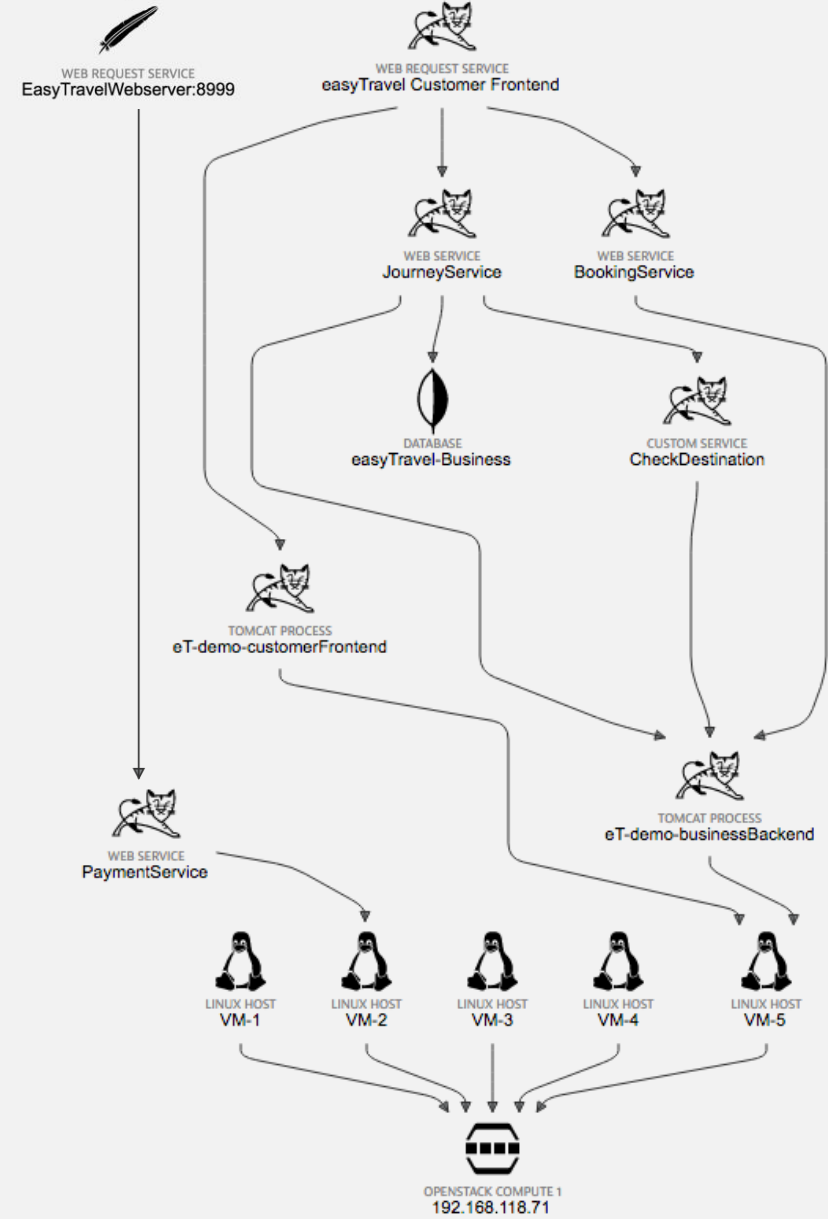 WEB REQUEST SERVICE
EasyTravelWebserver:8999
WEB REQUEST SERVICE
easyTravel Customer Frontend
WEB SERVICE
JourneyService
WEB SERVICE
BookingService
DATABASE
easyTravel-Business
CUSTOM SERVICE
CheckDestination
TOMCAT PROCESS
eT-demo-customerFrontend
TOMCAT PROCESS
eT-demo-businessBackend
WEB SERVICE
PaymentService
LINUX HOST
VM-1
LINUX HOST
VM-2
LINUX HOST
VM-3
LINUX HOST
VM-4
LINUX HOST
VM-5
OPENSTACK COMPUTE 1
192.168.118.71